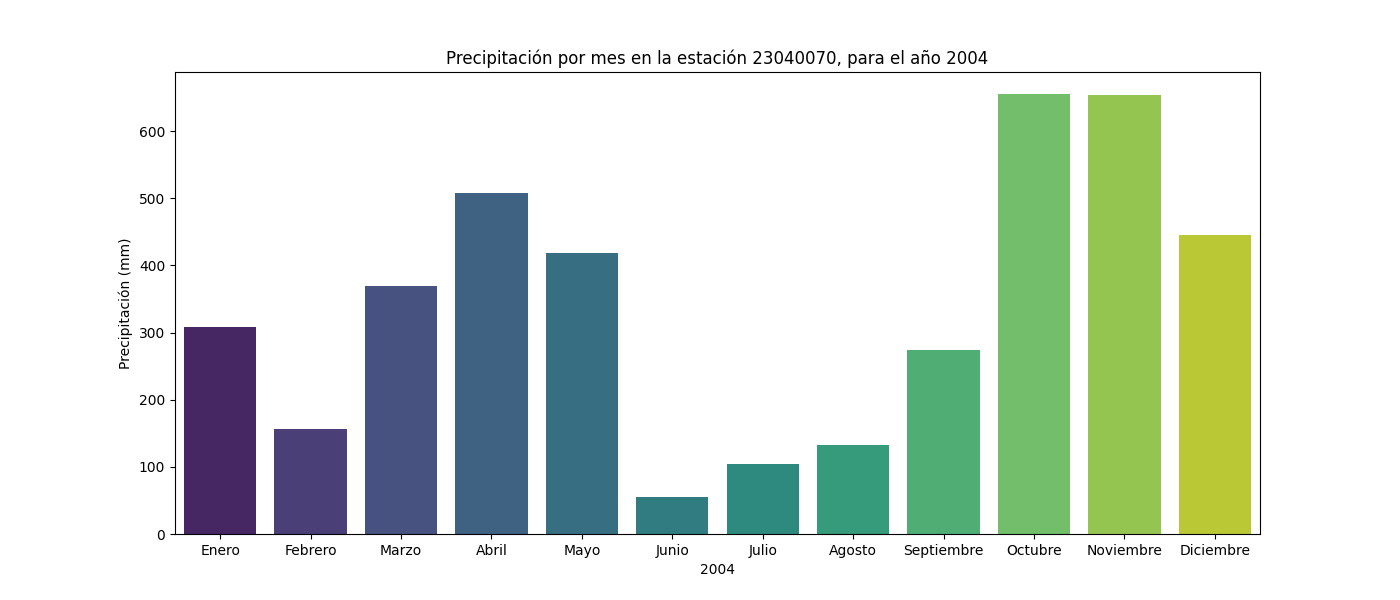 Precipitación por mes en la estación 23040070, para el año 2004
Precipitación (mm)
600
500
400
300
200
100
0
Enero Febrero Marzo Abril Mayo Junio Julio Agosto Septiembre Octubre Noviembre Diciembre
2004